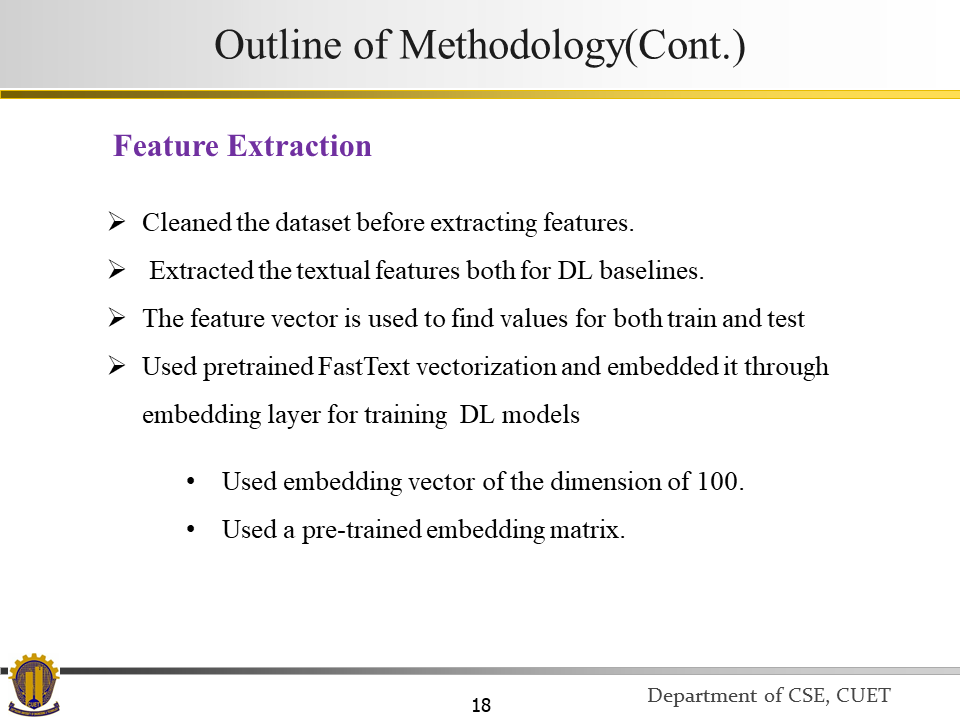 Outline of Methodology(Cont.)
Feature Extraction
➢ Cleaned the dataset before extracting features.
➢ Extracted the textual features both for DL baselines.
➢ The feature vector is used to find values for both train and test
➢ Used pretrained FastText vectorization and embedded it through
embedding layer for training DL models
• Used embedding vector of the dimension of 100.
• Used a pre-trained embedding matrix.
CUET
18
Department of CSE, CUET